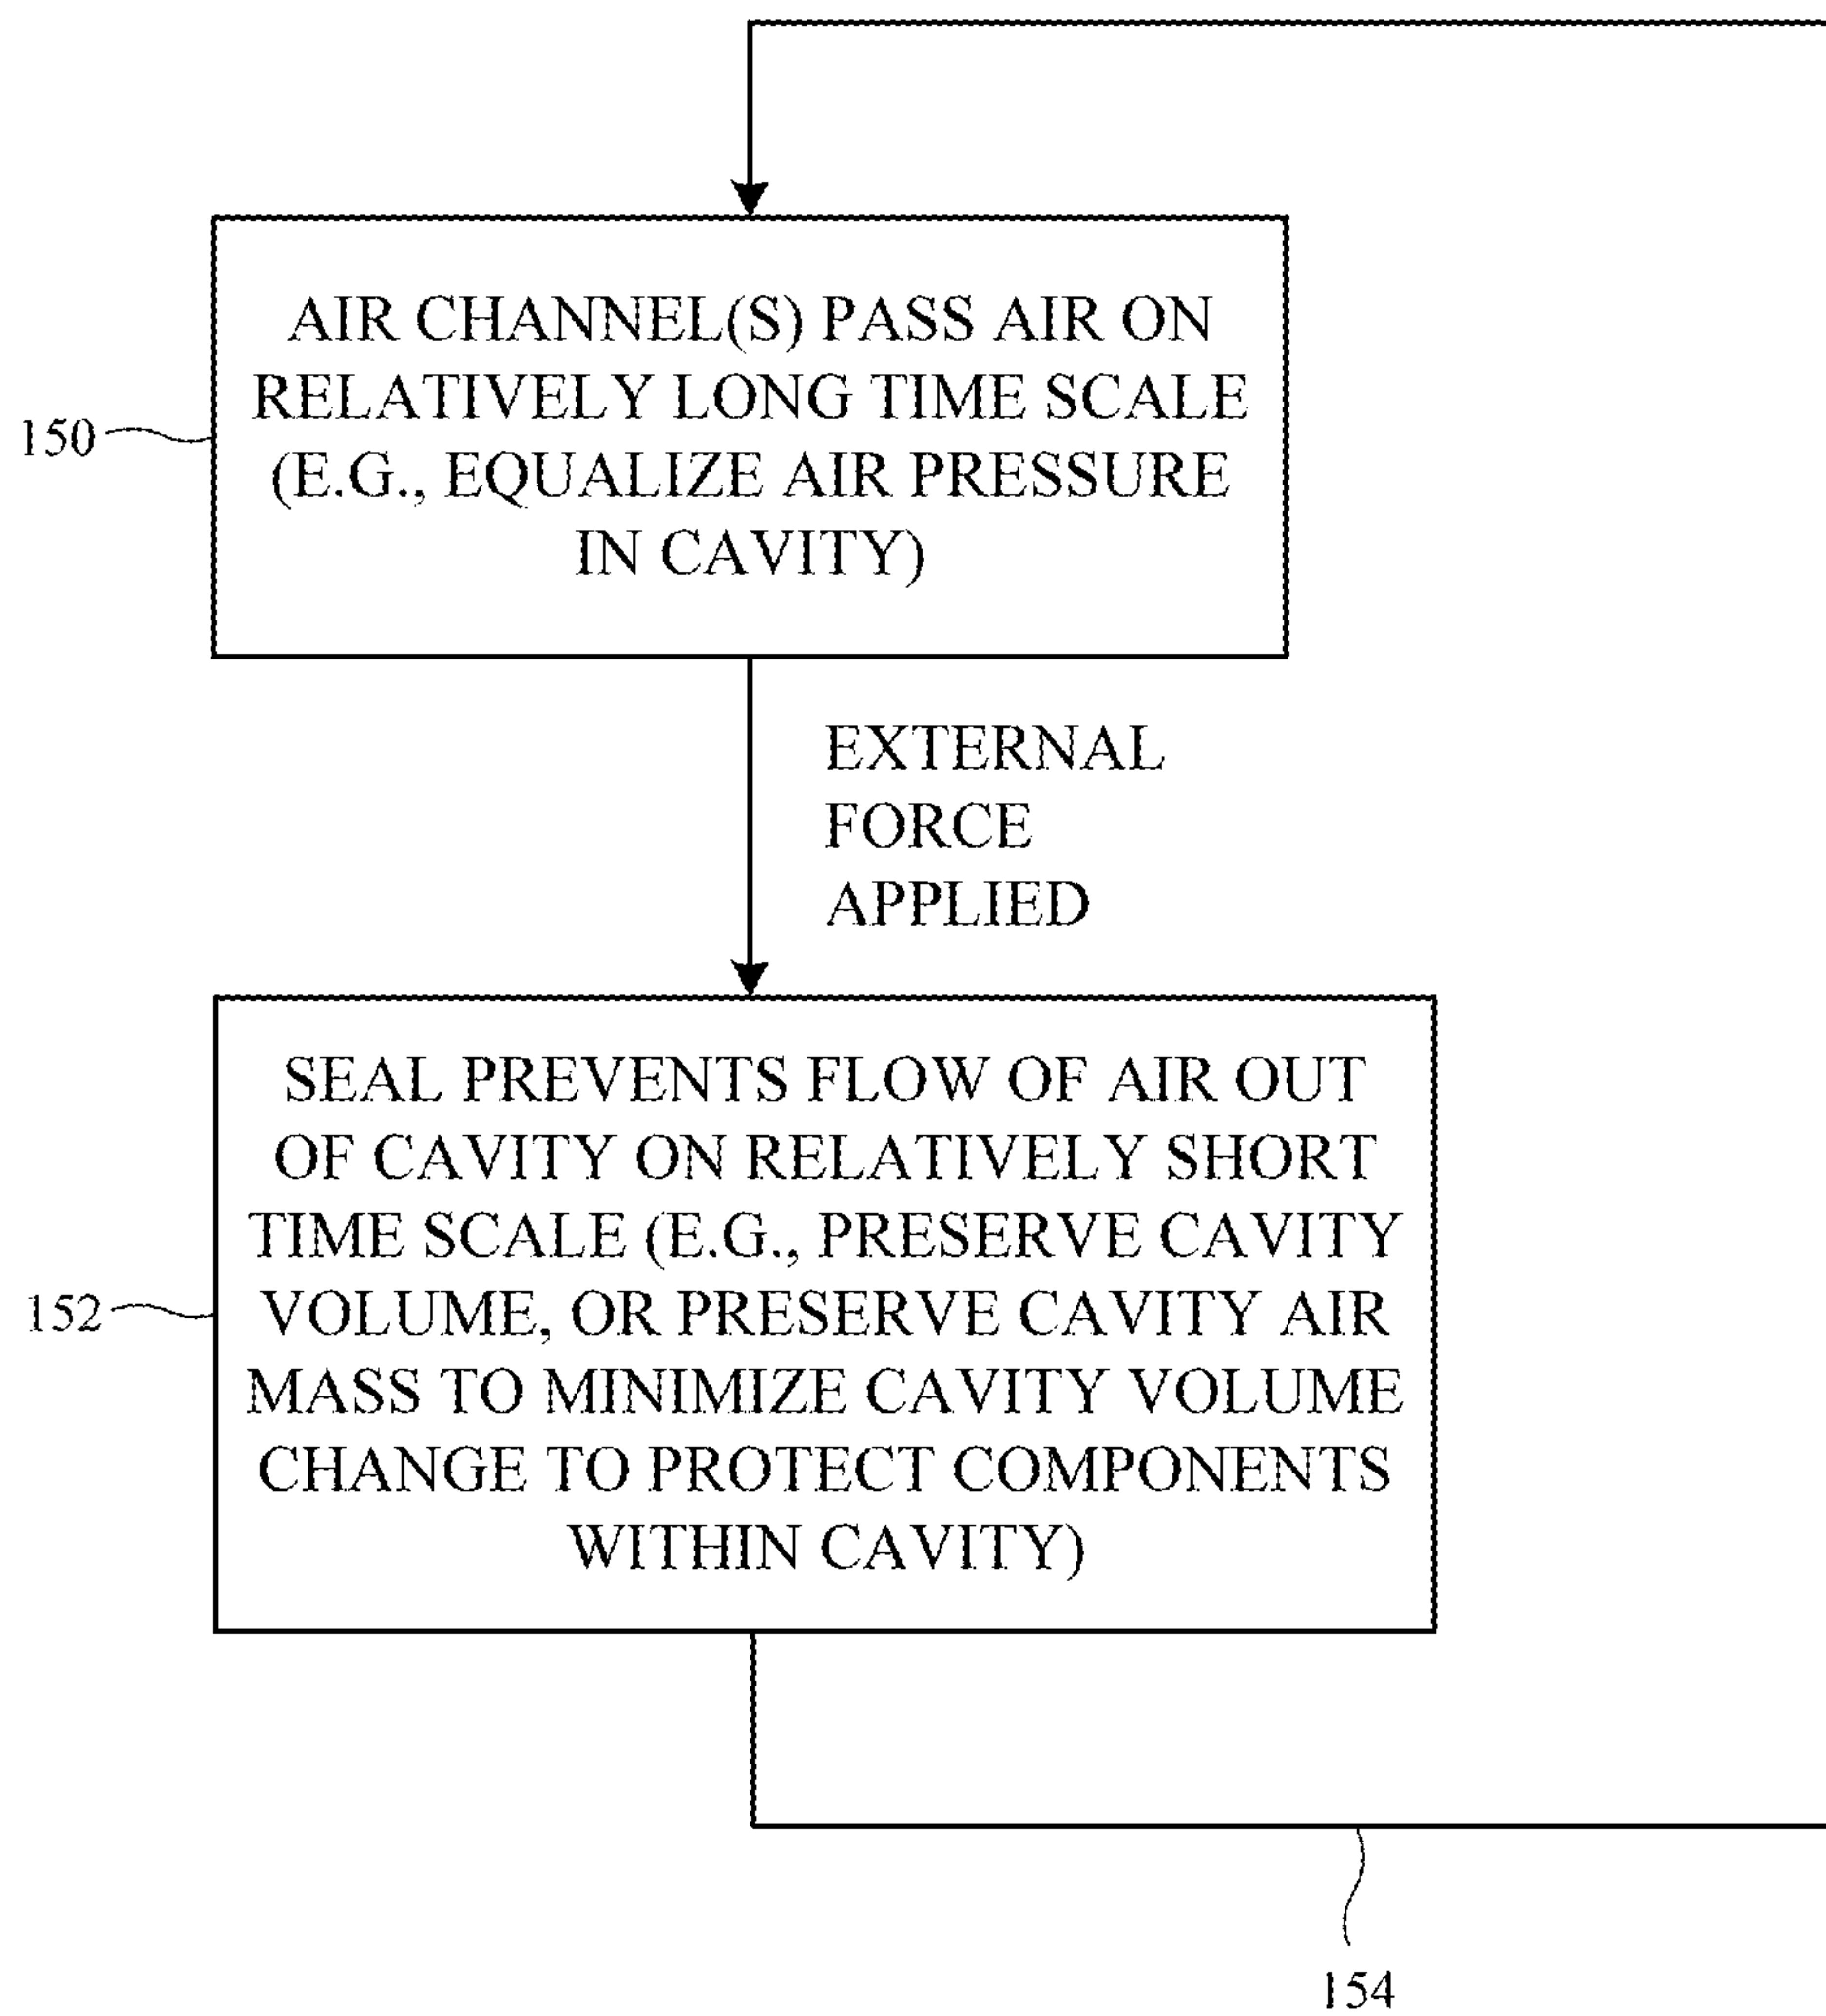 AIR CHANNEL(S) PASS AIR ON
RELATIVELY LONG TIME SCALE
(E.G., EQUALIZE AIR PRESSURE
IN CAVITY)
150
EXTERNAL
FORCE
APPLIED
SEAL PREVENTS FLOW OF AIR OUT
OF CAVITY ON RELATIVELY SHORT
TIME SCALE (E.G., PRESERVE CAVITY
VOLUME, OR PRESERVE CAVITY AIR
MASS TO MINIMIZE CAVITY VOLUME
CHANGE TO PROTECT COMPONENTS
WITHIN CAVITY)
152
154